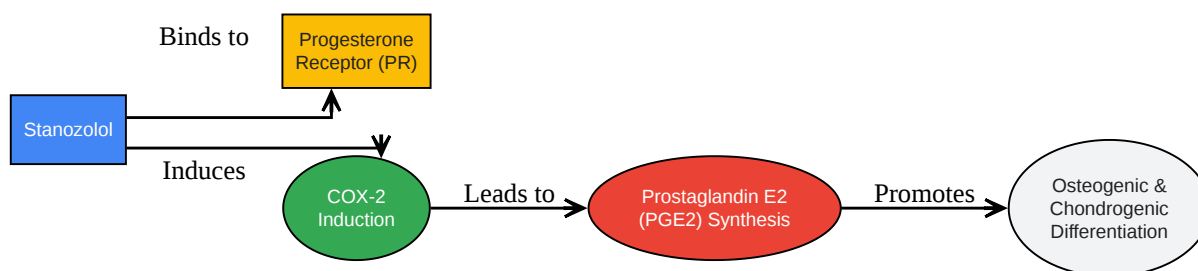 Binds to
Progesterone
Receptor (PR)
Stanozolol
Induces
COX-2
Induction
Leads to
Prostaglandin E2
(PGE2) Synthesis
Promotes
Osteogenic &
Chondrogenic
Differentiation